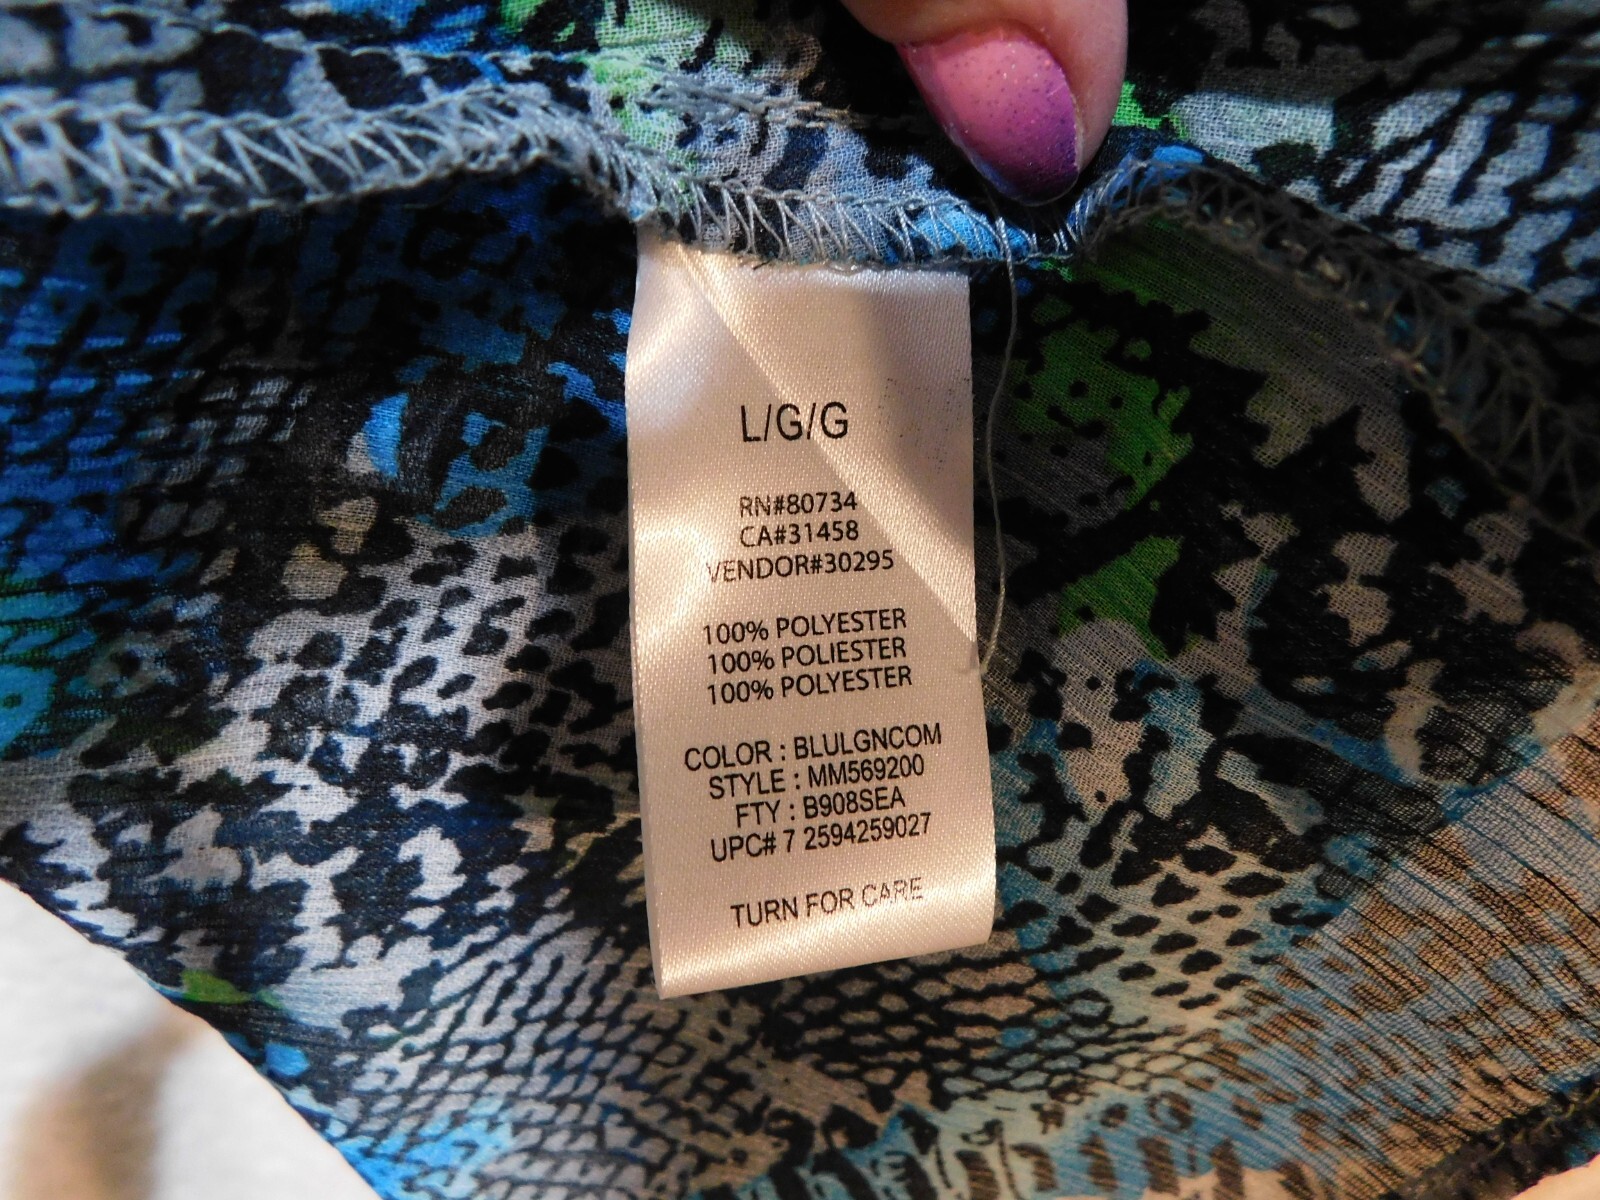 L/G/G
RN#80734
CA#31458
VENDOR#30295
100% POLYESTER
100% POLIESTER
100% POLYESTER
COLOR : BLULGNCOM
STYLE : MM569200
FTY : B908SEA
UPC# 7 2594259027
TURN FOR CARE